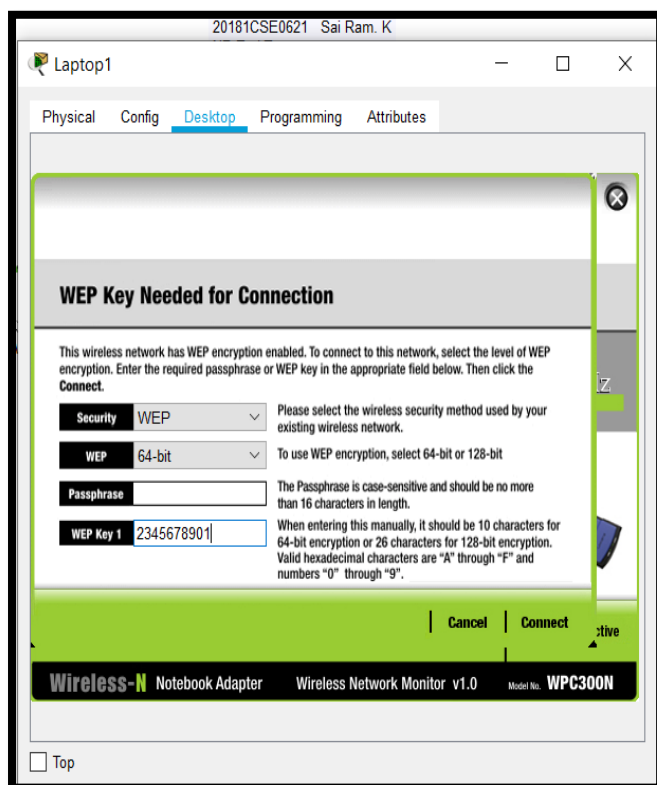 20181CSE0621 Sai Ram. K
Laptop1
Physical Config Desktop Programming Attributes
WEP Key Needed for Connection
This wireless network has WEP encryption enabled. To connect to this network, select the level of WEP
encryption. Enter the required passphrase or WEP key in the appropriate field below. Then click the
Connect.
Security WEP Please select the wireless security method used by your
existing wireless network.
WEP 64-bit To use WEP encryption, select 64-bit or 128-bit
Passphrase The Passphrase is case-sensitive and should be no more
than 16 characters in length.
WEP Key 1 2345678901 When entering this manually, it should be 10 characters for
64-bit encryption or 26 characters for 128-bit encryption.
Valid hexadecimal characters are "A" through "F" and
numbers "0" through "9".
Cancel Connect
ctive
Wireless-N Notebook Adapter Wireless Network Monitor v1.0 Model No. WPC300N
Top